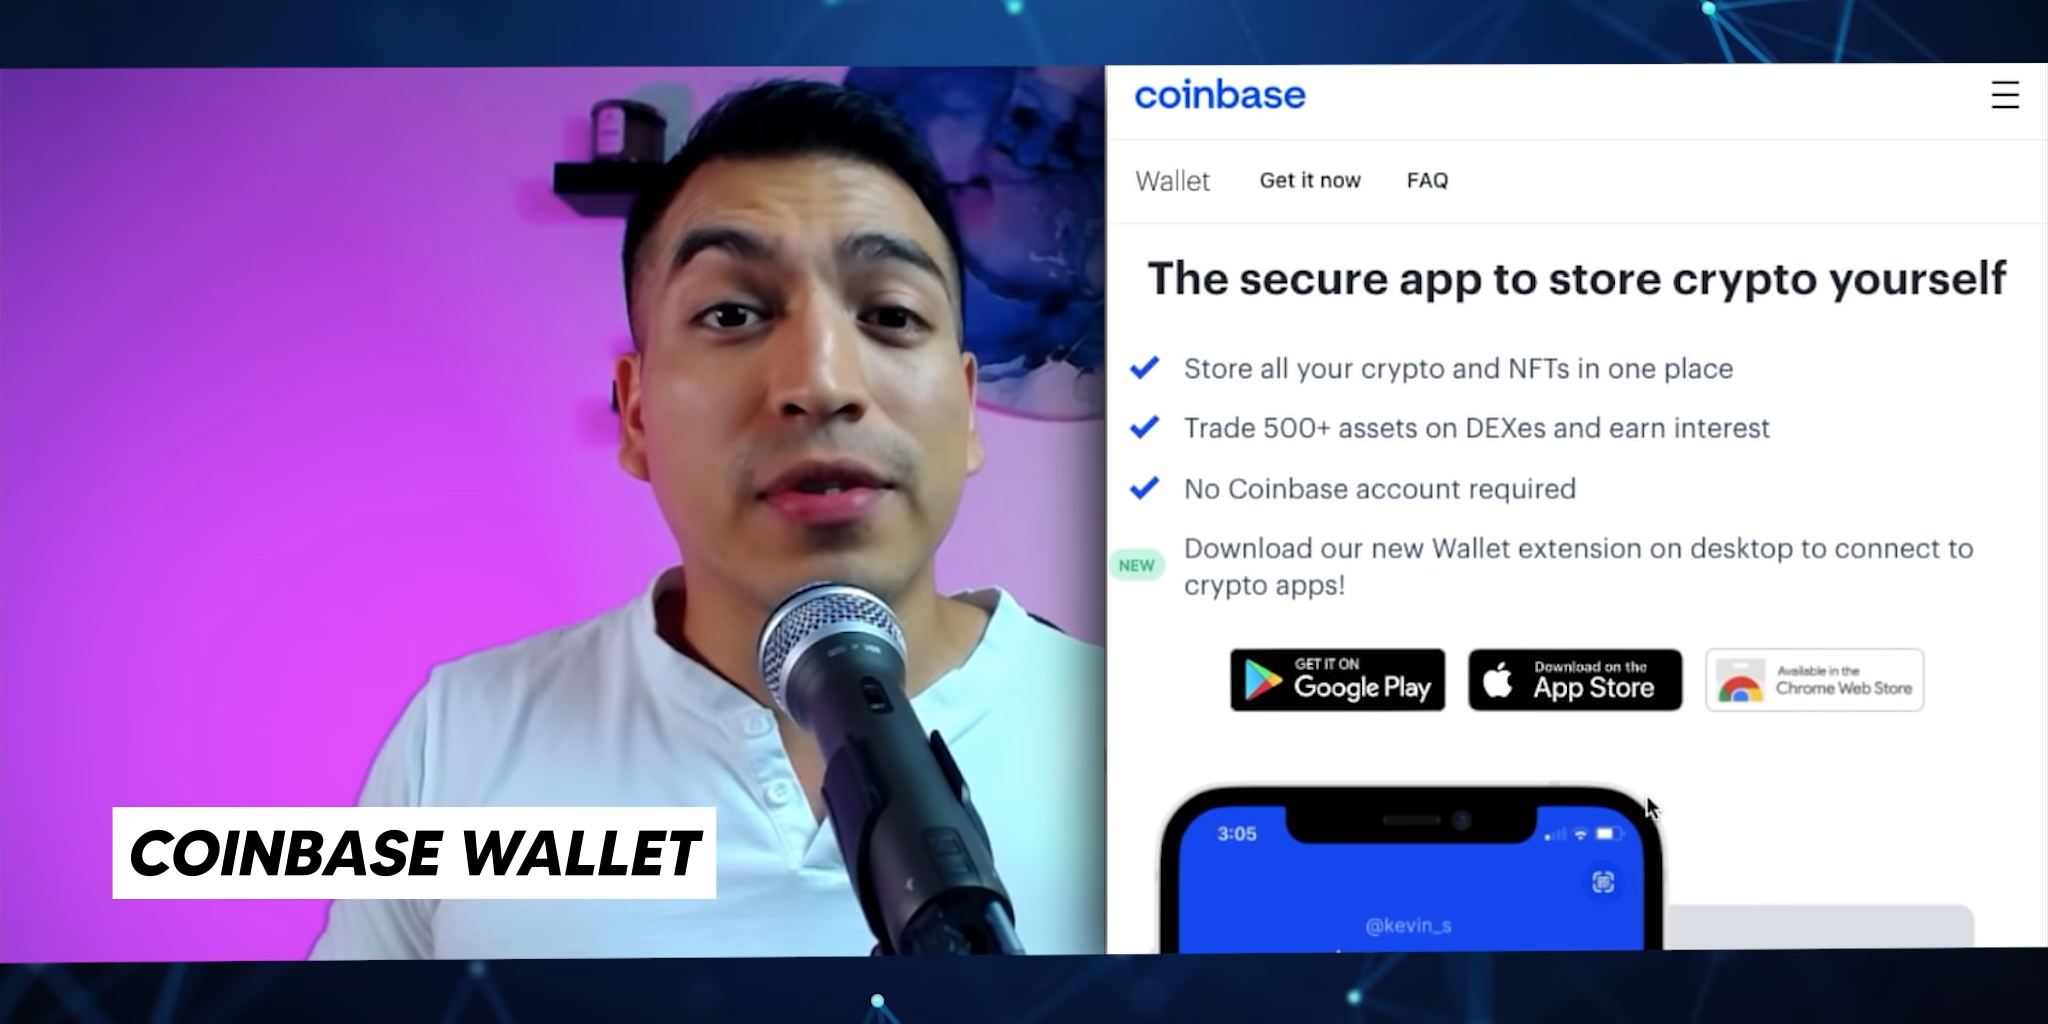 coinbase
Wallet Get it now FAQ
The secure app to store crypto yourself
Store all your crypto and NFTs in one place
Trade 500+ assets on DEXes and earn interest
No Coinbase account required
NEW
Download our new Wallet extension on desktop to connect to
crypto apps!
GET IT ON
Google Play
Download on the
App Store
Available in the
Chrome Web Store
3:05
@kevin_s
COINBASE WALLET